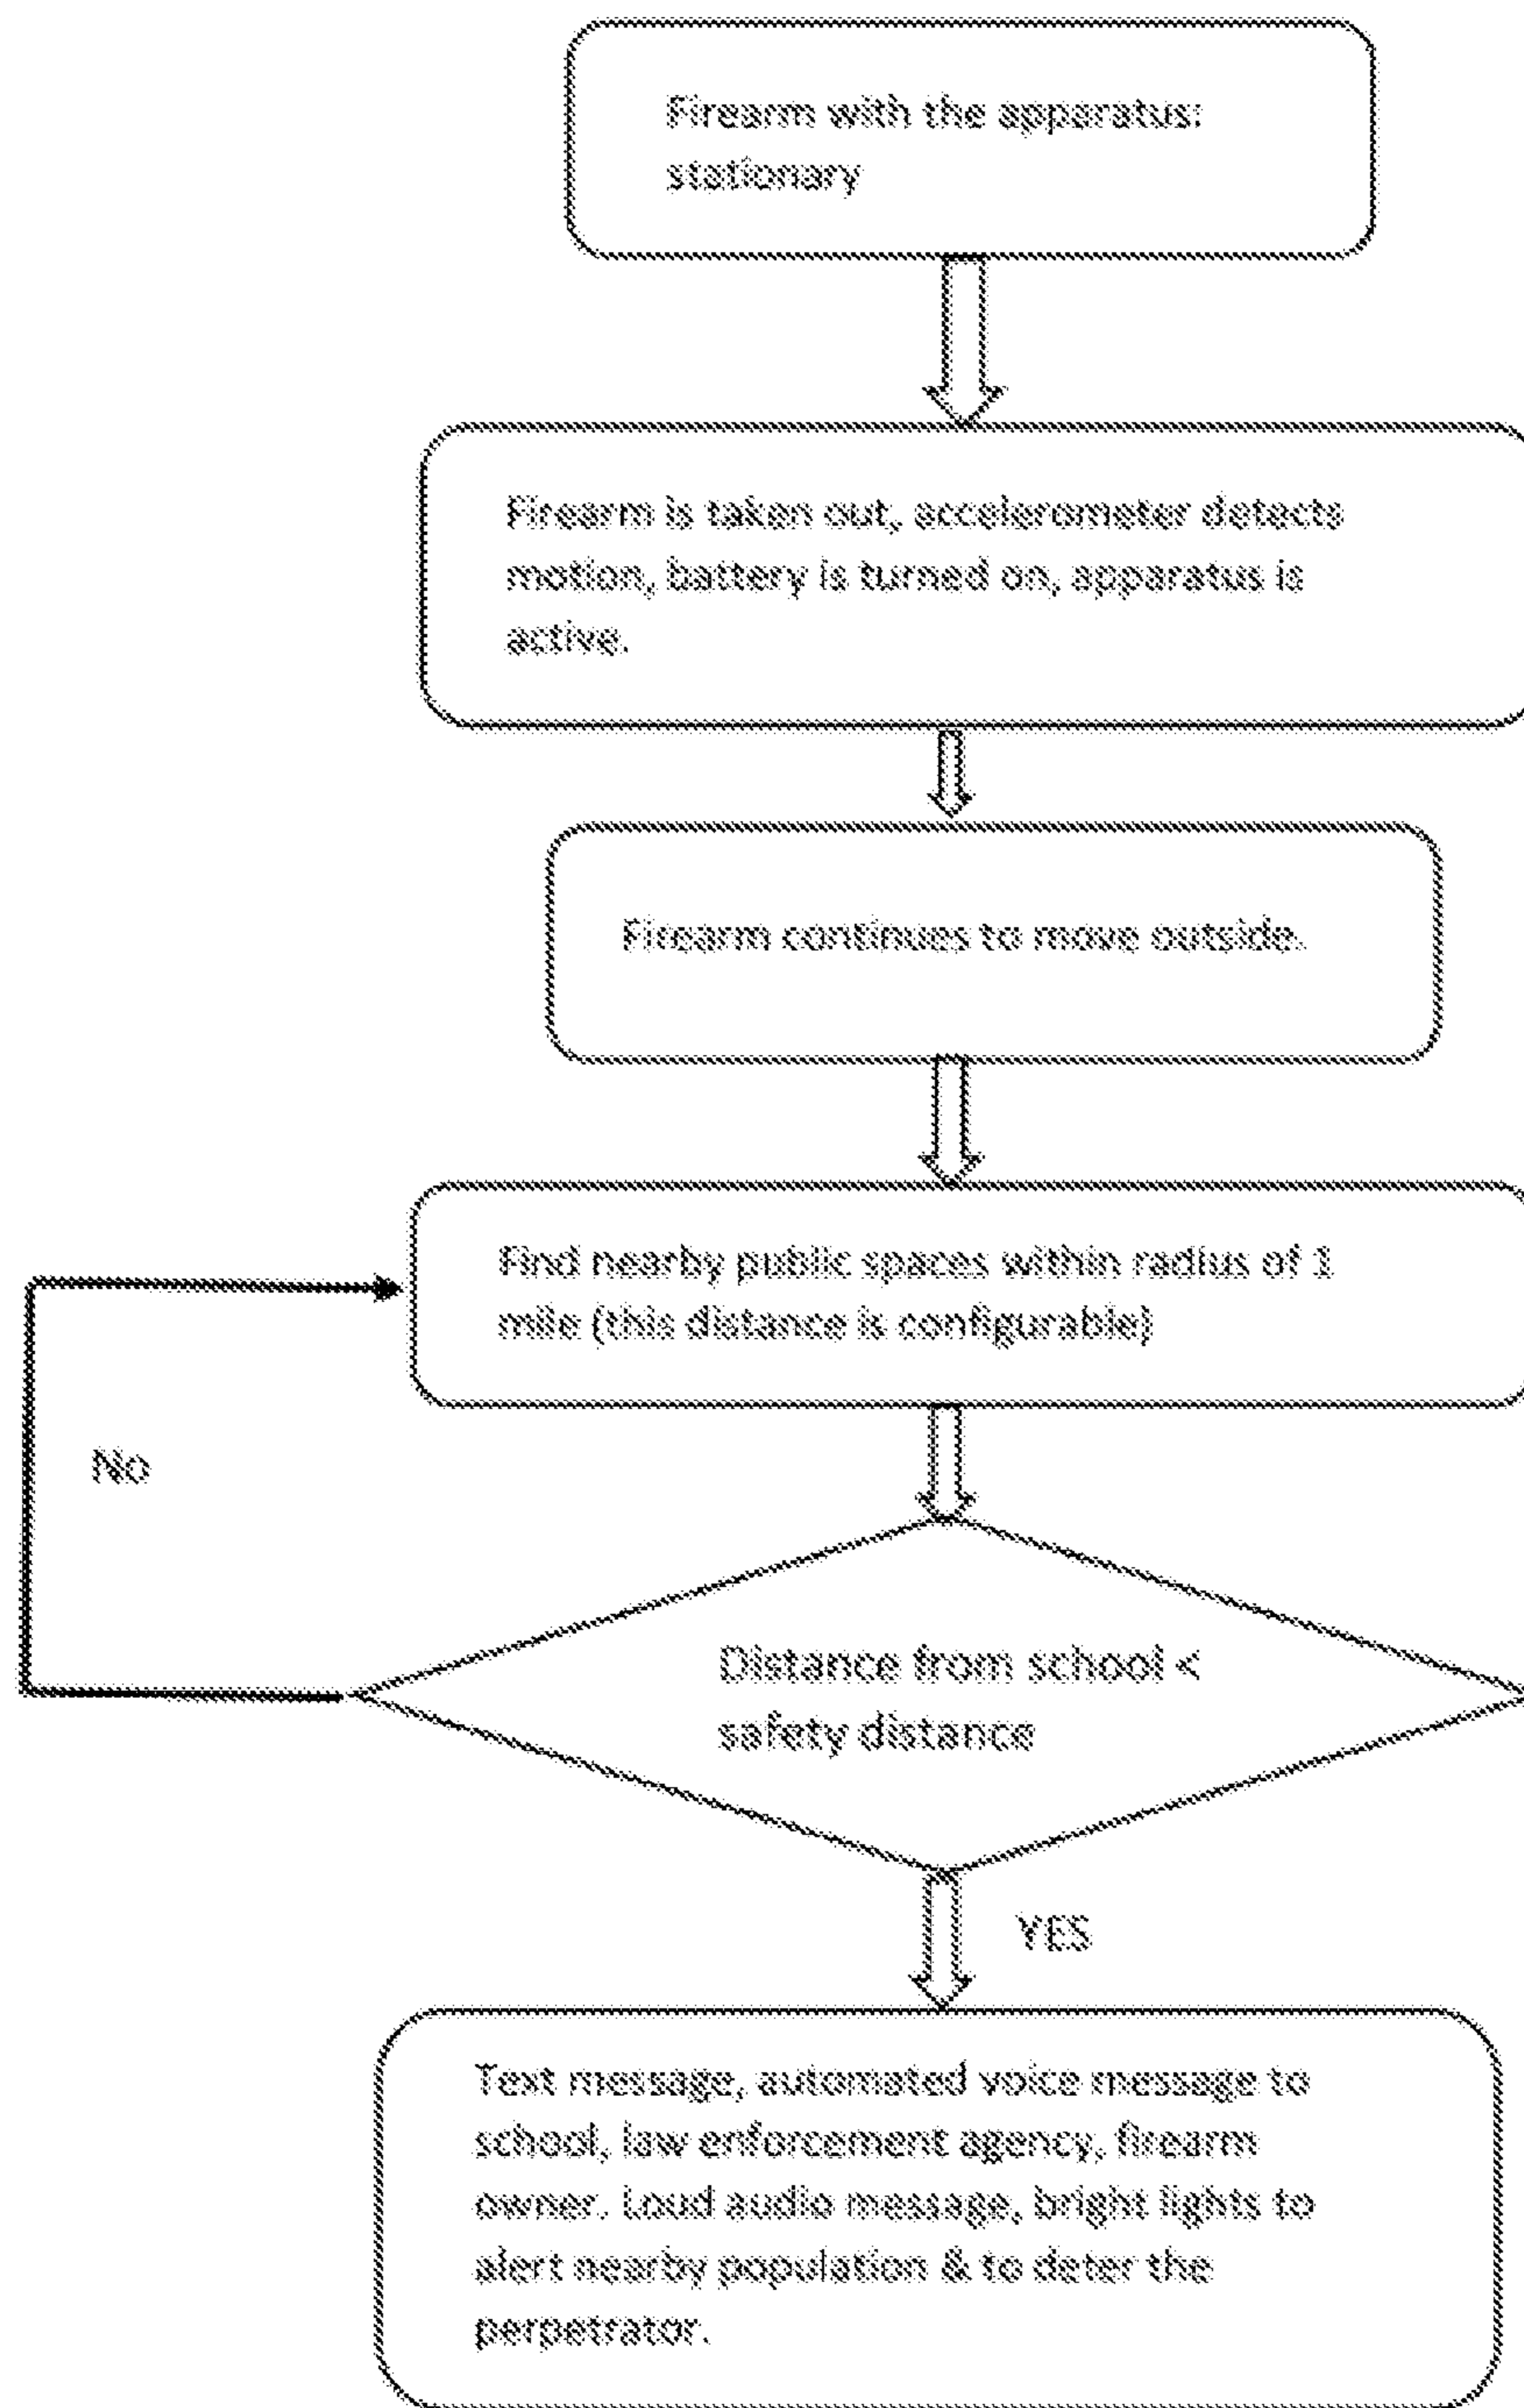 Firearm with the apparatus:
stationary
Firearm is taken out, accelerometer detects
motion, battery is turned on, apparatus is
active.
Firearm continues to move outside.
Find nearby public spaces within radius of 1
mile (this distance is configurable)
No
Distance from school <
safety distance
YES
Text message, automated voice message to
school, law enforcement agency, firearm
owner. Loud audio message, bright lights to
alert nearby population & to deter the
perpetrator.